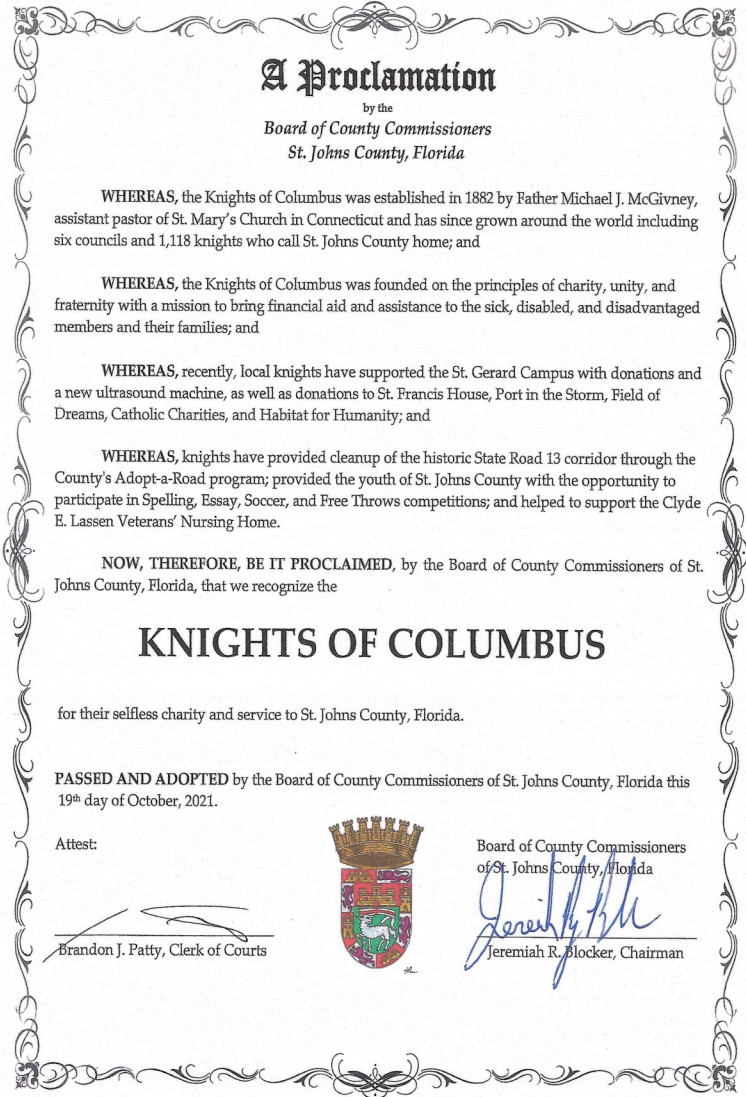 A Proclamation
by the
Board of County Commissioners
St. Johns County, Florida
WHEREAS, the Knights of Columbus was established in 1882 by Father Michael J. McGivney,
assistant pastor of St. Mary's Church in Connecticut and has since grown around the world including
six councils and 1,118 knights who call St. Johns County home; and
WHEREAS, the Knights of Columbus was founded on the principles of charity, unity, and
fraternity with a mission to bring financial aid and assistance to the sick, disabled, and disadvantaged
members and their families; and
WHEREAS, recently, local knights have supported the St. Gerard Campus with donations and
a new ultrasound machine, as well as donations to St. Francis House, Port in the Storm, Field of
Dreams, Catholic Charities, and Habitat for Humanity; and
WHEREAS, knights have provided cleanup of the historic State Road 13 corridor through the
County's Adopt-a-Road program; provided the youth of St. Johns County with the opportunity to
participate in Spelling, Essay, Soccer, and Free Throws competitions; and helped to support the Clyde
E. Lassen Veterans' Nursing Home.
NOW, THEREFORE, BE IT PROCLAIMED, by the Board of County Commissioners of St.
Johns County, Florida, that we recognize the
KNIGHTS OF COLUMBUS
for their selfless charity and service to St. Johns County, Florida.
PASSED AND ADOPTED by the Board of County Commissioners of St. Johns County, Florida this
19th day of October, 2021.
Attest:
Brandon J. Patty, Clerk of Courts
Board of County Commissioners
of St. Johns County, Florida
Jeremiah R. Blocker, Chairman